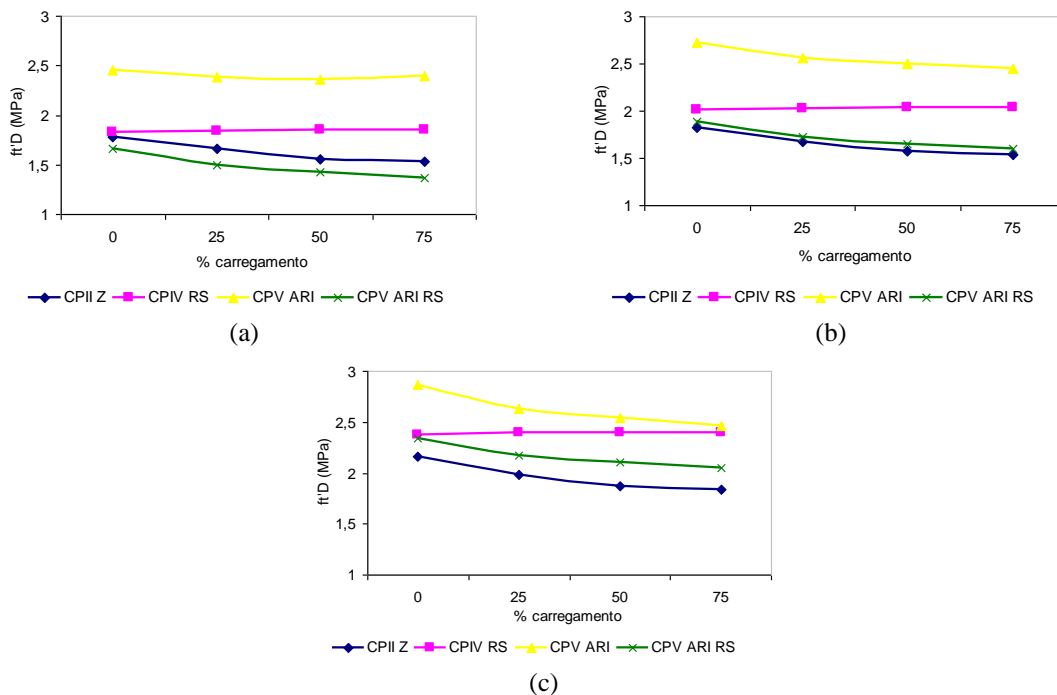 3
2,5
2
1,5
1
ft'D (MPa)
0 25 50 75
% carregamento
CPII Z CPIV RS CPV ARI CPV ARI RS
(a)
3
2,5
2
1,5
1
ft'D (MPa)
0 25 50 75
% carregamento
CPII Z CPIV RS CPV ARI CPV ARI RS
(b)
3
2,5
2
1,5
1
ft'D (MPa)
0 25 50 75
% carregamento
CPII Z CPIV RS CPV ARI CPV ARI RS
(c)